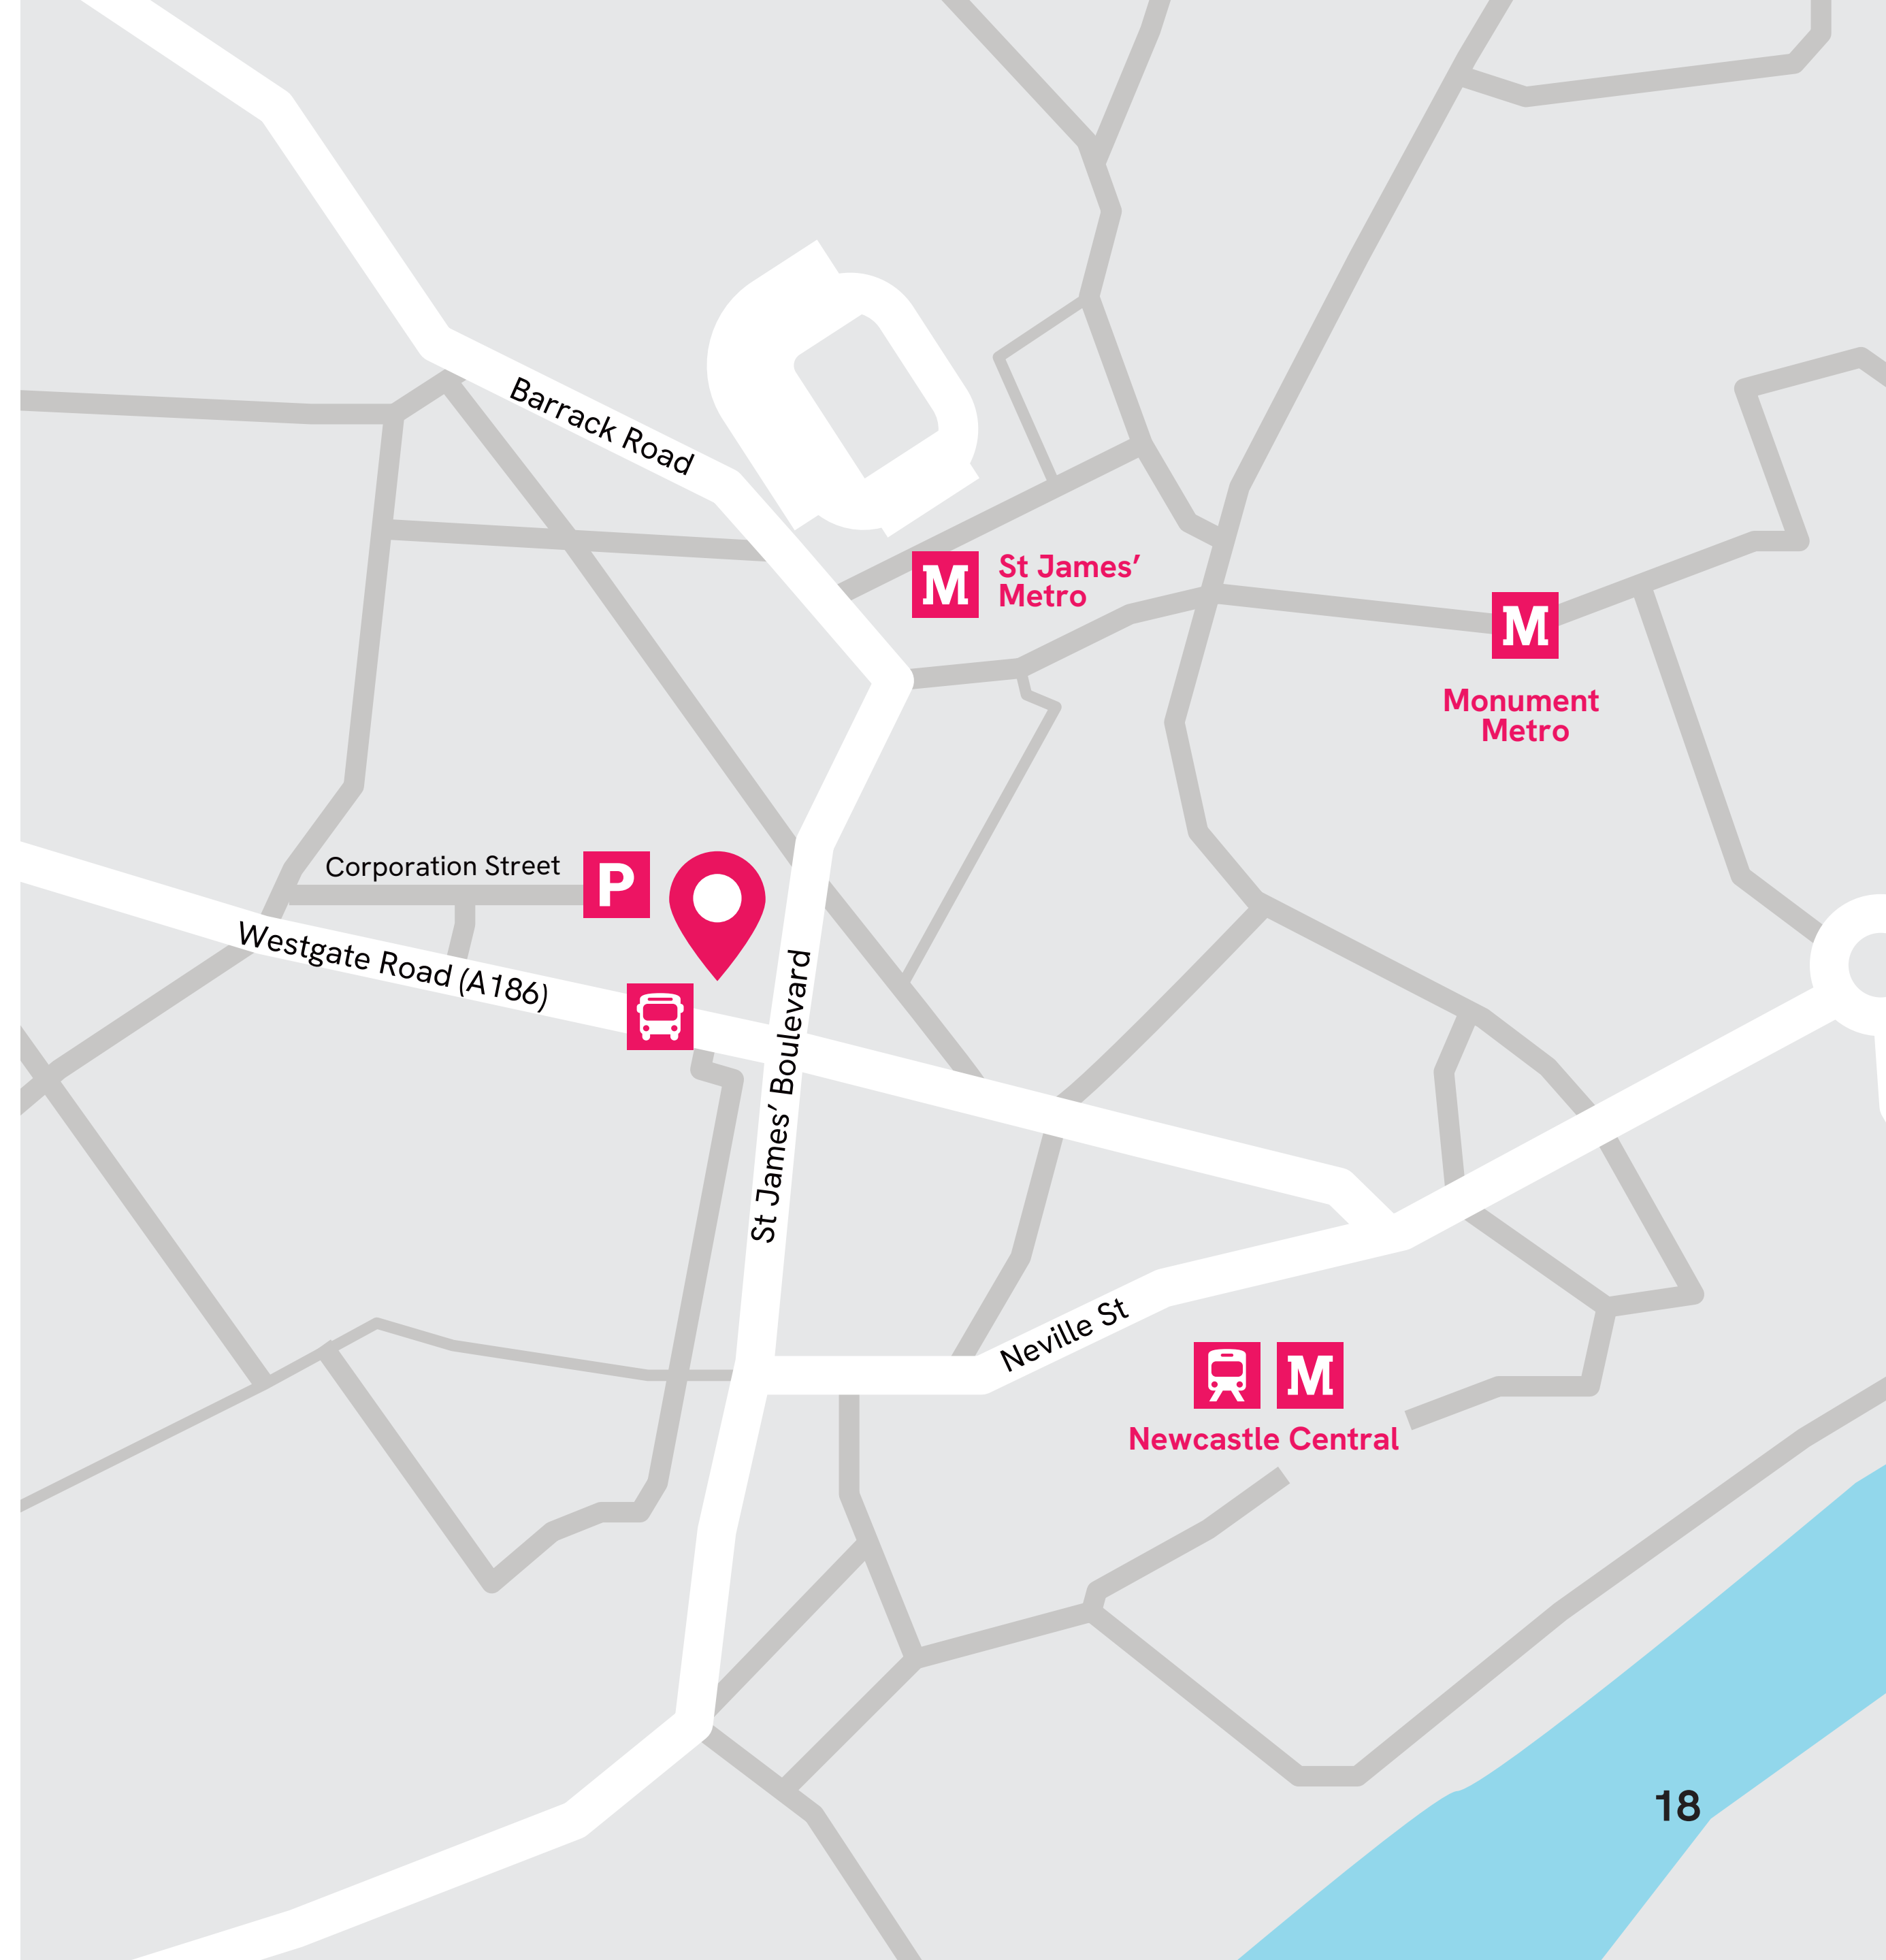 Barrack Road
M
St James’
Metro
M
Monument
Metro
Corporation Street
P
Westgate Road (A186)
St James’ Boulevard
Neville St
M
Newcastle Central
18